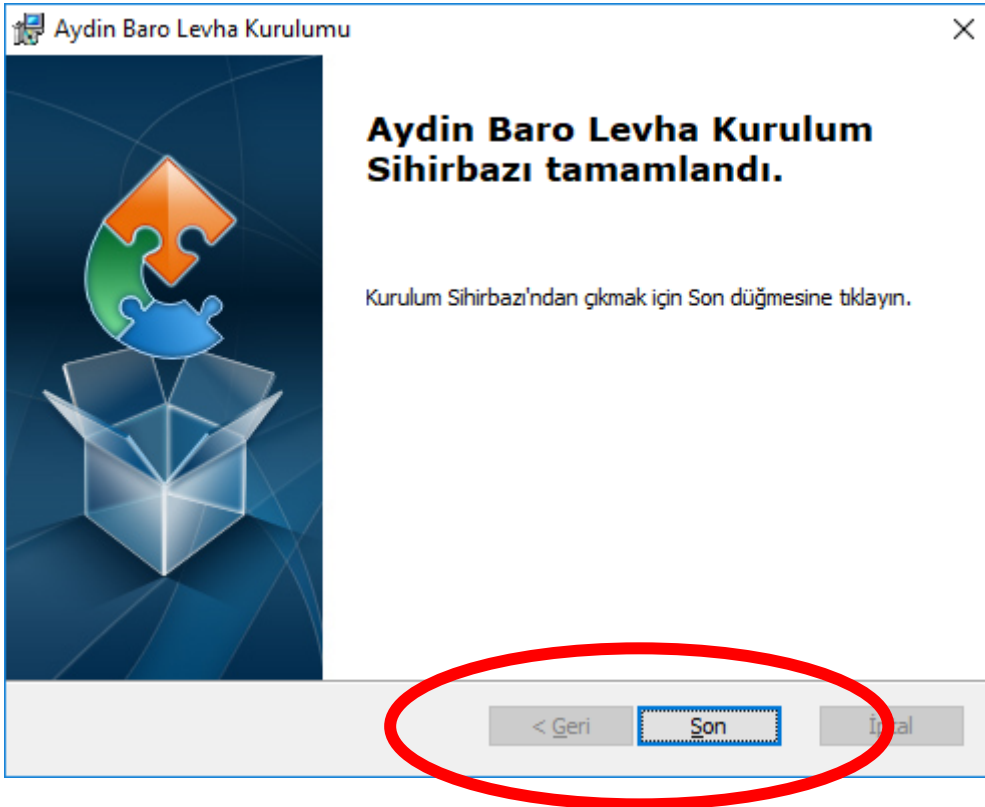 Aydin Baro Levha Kurulumu
Aydin Baro Levha Kurulum
Sihirbazı tamamlandı.
Kurulum Sihirbazı'ndan çıkmak için Son düğmesine tıklayın.
< Geri Son İptal